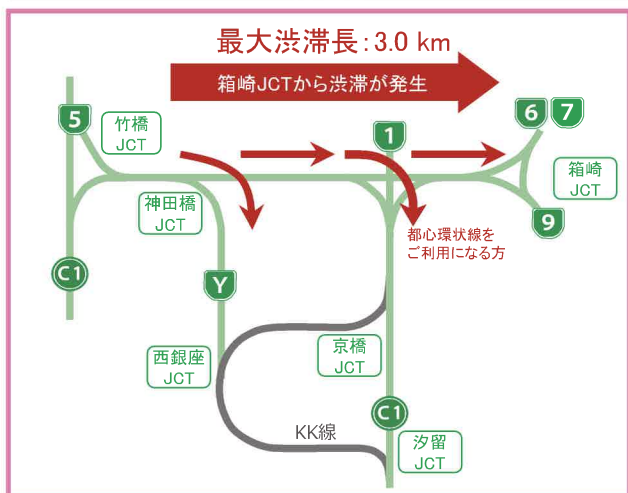 最大渋滞長:3.0 km
箱崎JCTから渋滞が発生
5
竹橋
JCT
1
6
7
箱崎
JCT
神田橋
JCT
9
都心環状線を
ご利用になる方
C1
Y
西銀座
JCT
京橋
JCT
C1
KK線
汐留
JCT